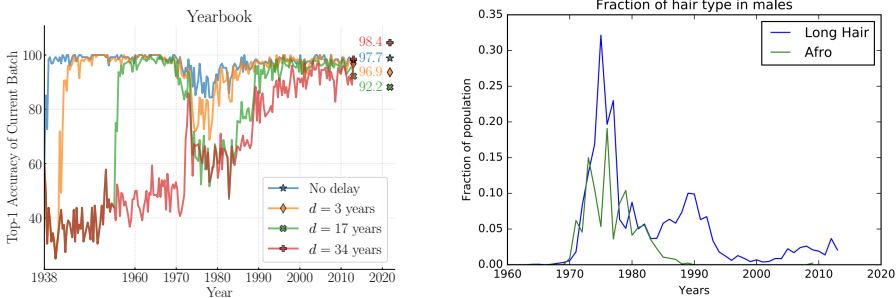 Yearbook
Top-1 Accuracy of Current Batch
100
80
60
40
98.4
97.7
96.9
92.2
No delay
d = 3 years
d = 17 years
d = 34 years
1938
1960
1970
1980
1990
2000
2010
2020
Year
Fraction of hair type in males
Fraction of population
0.35
0.30
0.25
0.20
0.15
0.10
0.05
0.00
Long Hair
Afro
1960
1970
1980
1990
2000
2010
2020
Years